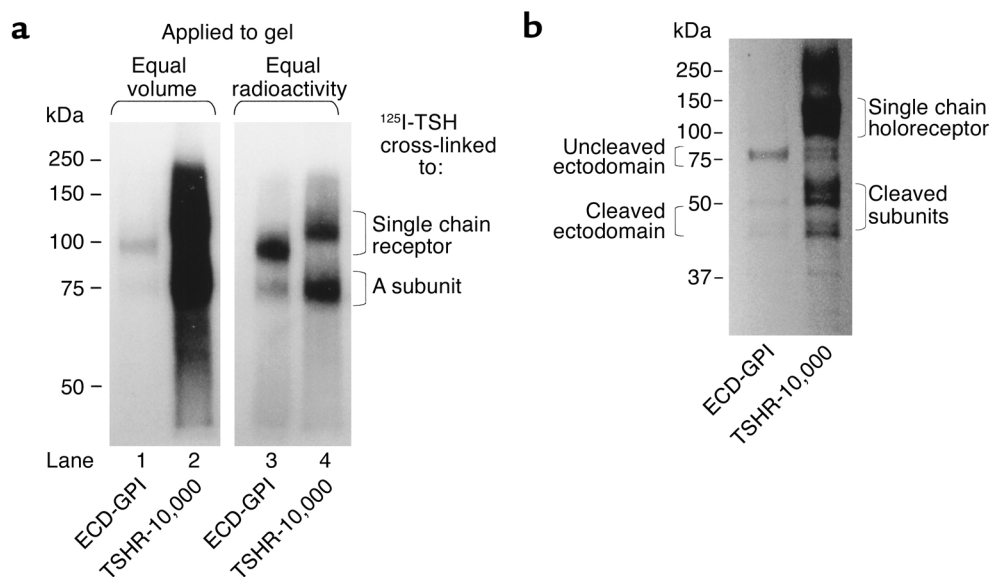 a
Applied to gel
Equal
volume
Equal
radioactivity
kDa
250
150
100
75
50
¹²⁵I-TSH
cross-linked
to:
Single chain
receptor
A subunit
Lane 1 2 3 4
ECD-GPI
TSHR-10,000
ECD-GPI
TSHR-10,000
b
kDa
250
150
100
75
50
37
Uncleaved
ectodomain
Cleaved
ectodomain
Single chain
holoreceptor
Cleaved
subunits
ECD-GPI
TSHR-10,000